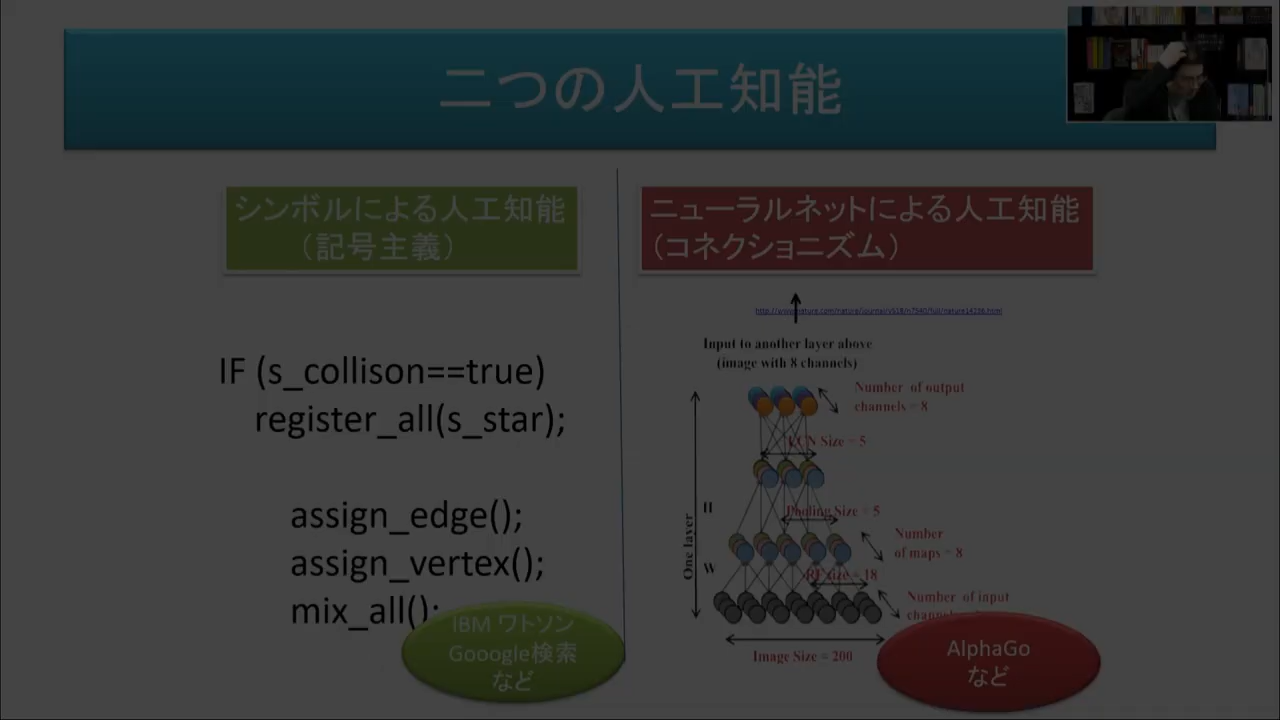 二つの人工知能
シンボルによる人工知能
（記号主義）
ニューラルネットによる人工知能
（コネクショニズム）
IF (s_collison==true)
register_all(s_star);
assign_edge();
assign_vertex();
mix_all();
IBM ワトソン
Gooogle検索
など
Input to another layer above
(image with 8 channels)
Number of output
channels = 8
LCN Size = 5
H
Pooling Size = 5
One layer
Number
of maps = 8
W
RF size = 18
Number of input
Image Size = 200
AlphaGo
など